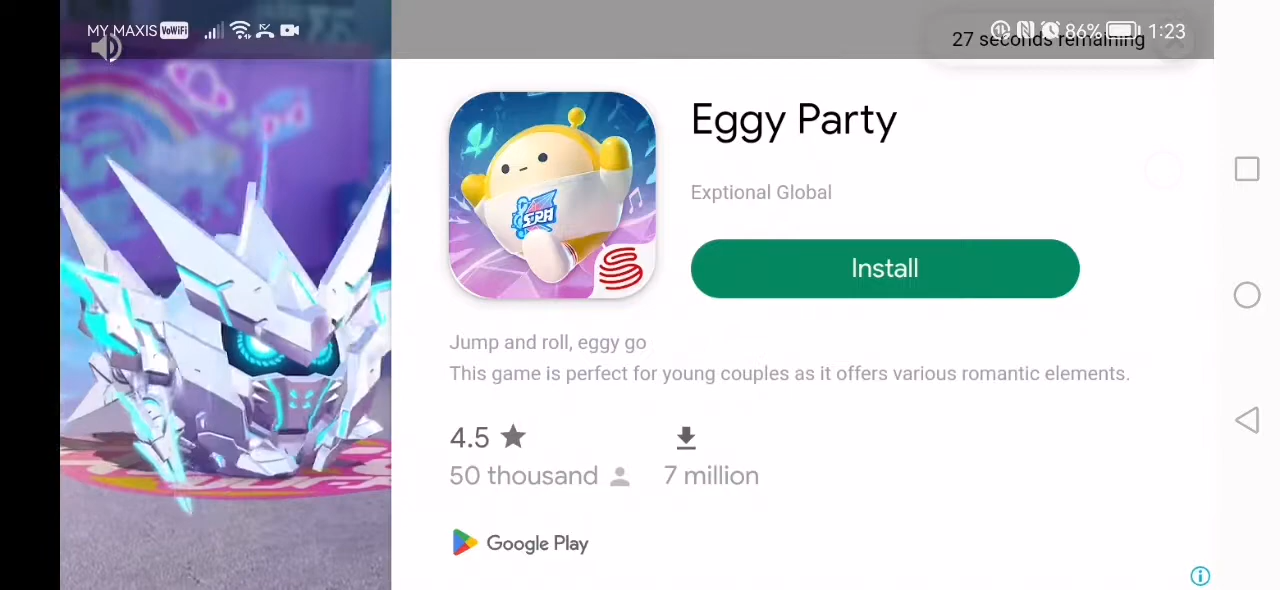 MY MAXIS VoWiFi 86% 1:23
27 seconds remaining
Eggy Party
Exptional Global
Install
Jump and roll, eggy go
This game is perfect for young couples as it offers various romantic elements.
4.5
50 thousand 7 million
Google Play